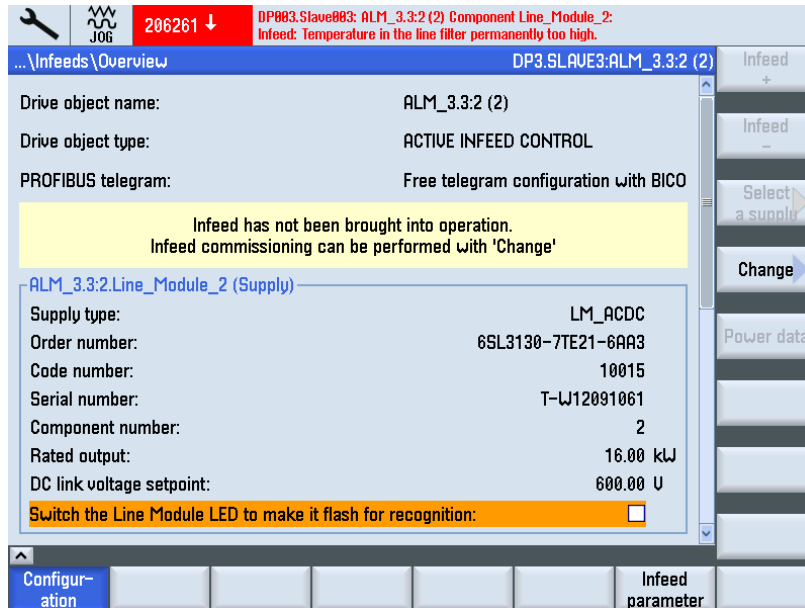 JOG
206261
DP003.Slave003: ALM_3.3:2 (2) Component Line_Module_2:
Infeed: Temperature in the line filter permanently too high.
...\Infeeds\Overview
DP3.SLAVE3:ALM_3.3:2 (2)
Drive object name:
ALM_3.3:2 (2)
Drive object type:
ACTIVE INFEED CONTROL
PROFIBUS telegram:
Free telegram configuration with BICO
Infeed has not been brought into operation.
Infeed commissioning can be performed with 'Change'
ALM_3.3:2.Line_Module_2 (Supply)
Supply type:
LM_ACDC
Order number:
6SL3130-7TE21-6AA3
Code number:
10015
Serial number:
T-W12091061
Component number:
2
Rated output:
16.00 kW
DC link voltage setpoint:
600.00 V
Switch the Line Module LED to make it flash for recognition:
Infeed
+
Infeed
-
Select
a supply
Change
Power data
Configur-
ation
Infeed
parameter